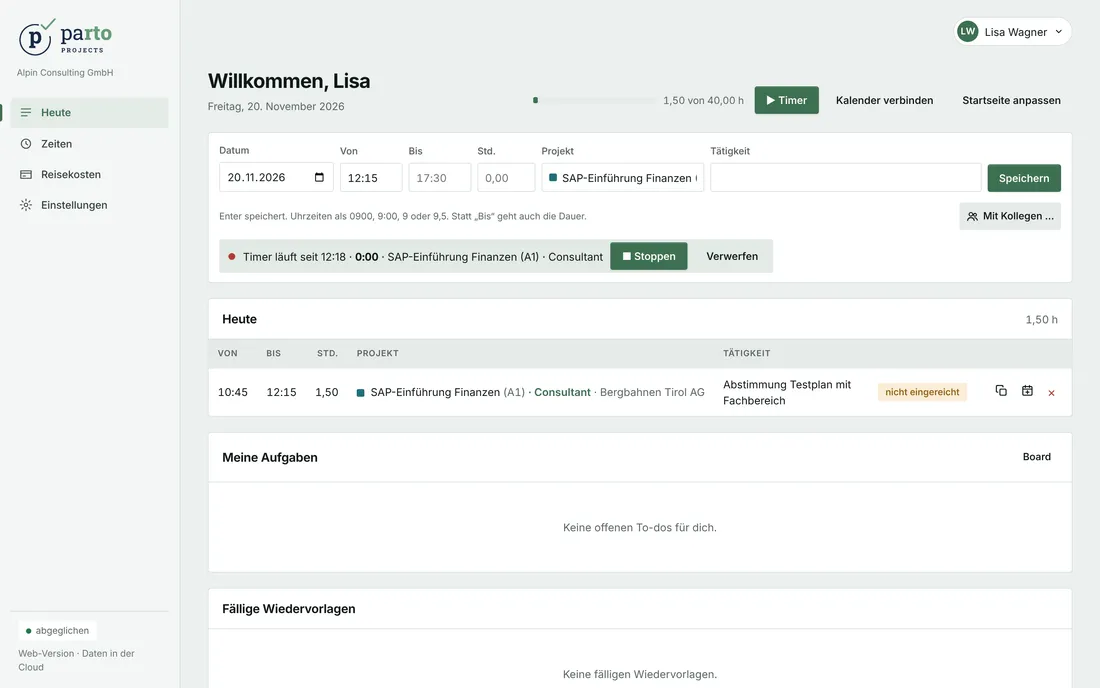 p parto
PROJECTS
Alpin Consulting GmbH
Heute
Zeiten
Reisekosten
Einstellungen
abgeglichen
Web-Version · Daten in der
Cloud
LW Lisa Wagner
Willkommen, Lisa
Freitag, 20. November 2026
1,50 von 40,00 h
Timer
Kalender verbinden
Startseite anpassen
Datum Von Bis Std. Projekt Tätigkeit
20.11.2026 12:15 17:30 0,00 SAP-Einführung Finanzen ( Speichern
Enter speichert. Uhrzeiten als 0900, 9:00, 9 oder 9,5. Statt „Bis“ geht auch die Dauer. Mit Kollegen ...
Timer läuft seit 12:18 · 0:00 · SAP-Einführung Finanzen (A1) · Consultant Stoppen Verwerfen
Heute 1,50 h
VON BIS STD. PROJEKT TÄTIGKEIT
10:45 12:15 1,50 SAP-Einführung Finanzen (A1) · Consultant · Bergbahnen Tirol AG Abstimmung Testplan mit
Fachbereich
nicht eingereicht
Meine Aufgaben Board
Keine offenen To-dos für dich.
Fällige Wiedervorlagen
Keine fälligen Wiedervorlagen.